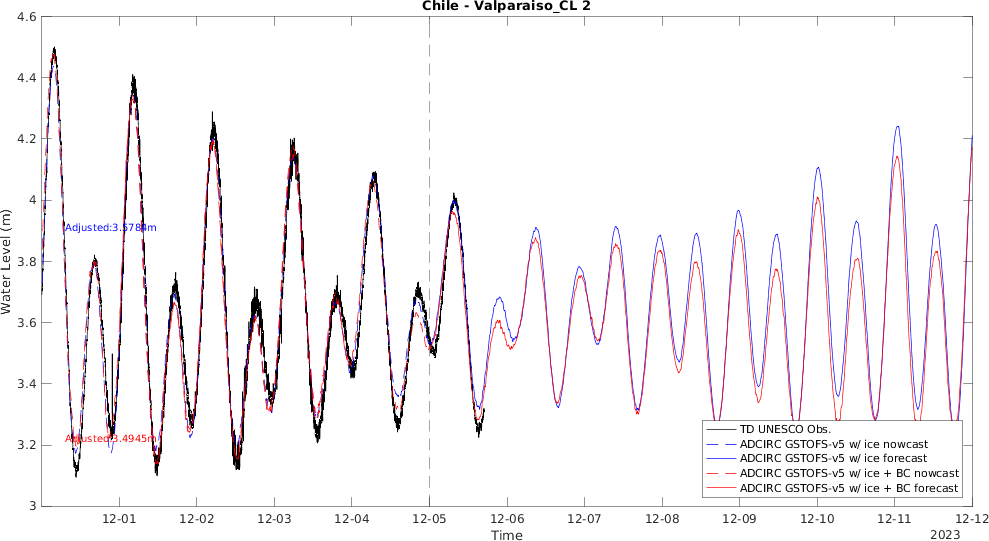 Chile - Valparaiso_CL 2
4.6
4.4
4.2
4
3.8
3.6
3.4
3.2
3
Water Level (m)
Adjusted:3.5784m
Adjusted:3.4945m
TD UNESCO Obs.
ADCIRC GSTOFS-v5 w/ ice nowcast
ADCIRC GSTOFS-v5 w/ ice forecast
ADCIRC GSTOFS-v5 w/ ice + BC nowcast
ADCIRC GSTOFS-v5 w/ ice + BC forecast
12-01 12-02 12-03 12-04 12-05 12-06 12-07 12-08 12-09 12-10 12-11 12-12
Time
2023